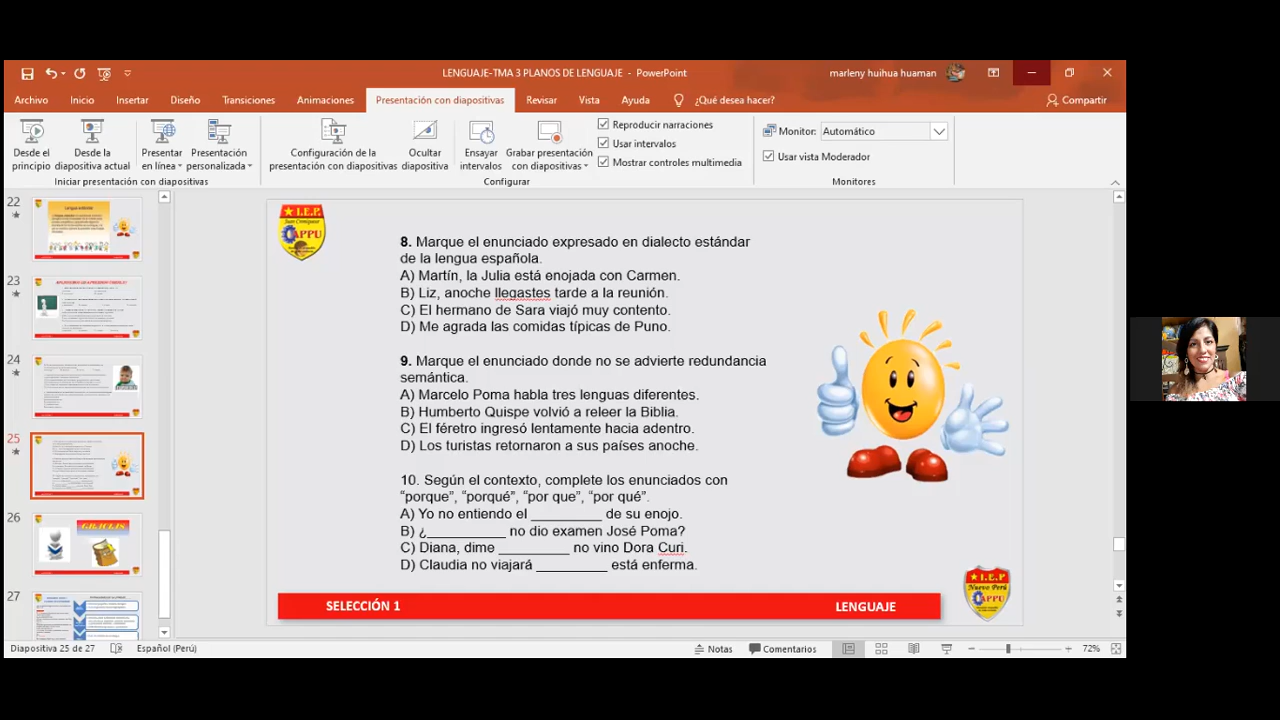 LENGUAJE-TMA 3 PLANOS DE LENGUAJE - PowerPoint
marleny huihua huaman
Archivo Inicio Insertar Diseño Transiciones Animaciones Presentación con diapositivas Revisar Vista Ayuda ¿Qué desea hacer? Compartir
Desde el principio
Desde la diapositiva actual
Presentar en línea
Presentación personalizada
Configuración de la presentación con diapositivas
Ocultar diapositiva
Ensayar intervalos
Grabar presentación con diapositivas
Reproducir narraciones
Usar intervalos
Mostrar controles multimedia
Monitor: Automático
Usar vista Moderador
Iniciar presentación con diapositivas Configurar Monitores
22
23
24
25
26
GRACIAS
27
I.E.P.
CAPPU
8. Marque el enunciado expresado en dialecto estándar
de la lengua española.
A) Martín, la Julia está enojada con Carmen.
B) Liz, anoche llegastes tarde a la reunión.
C) El hermano de Sara viajó muy contento.
D) Me agrada las comidas típicas de Puno.
9. Marque el enunciado donde no se advierte redundancia
semántica.
A) Marcelo Poma habla tres lenguas diferentes.
B) Humberto Quispe volvió a releer la Biblia.
C) El féretro ingresó lentamente hacia adentro.
D) Los turistas retornaron a sus países anoche.
10. Según el contexto, complete los enunciados con
“porque”, “porqué”, “por que”, “por qué”.
A) Yo no entiendo el _________ de su enojo.
B) ¿__________ no dio examen José Poma?
C) Diana, dime _________ no vino Dora Curi.
D) Claudia no viajará _________ está enferma.
I.E.P
Nuevo Perú
CAPPU
SELECCIÓN 1 LENGUAJE
Diapositiva 25 de 27 Español (Perú) Notas Comentarios 72%